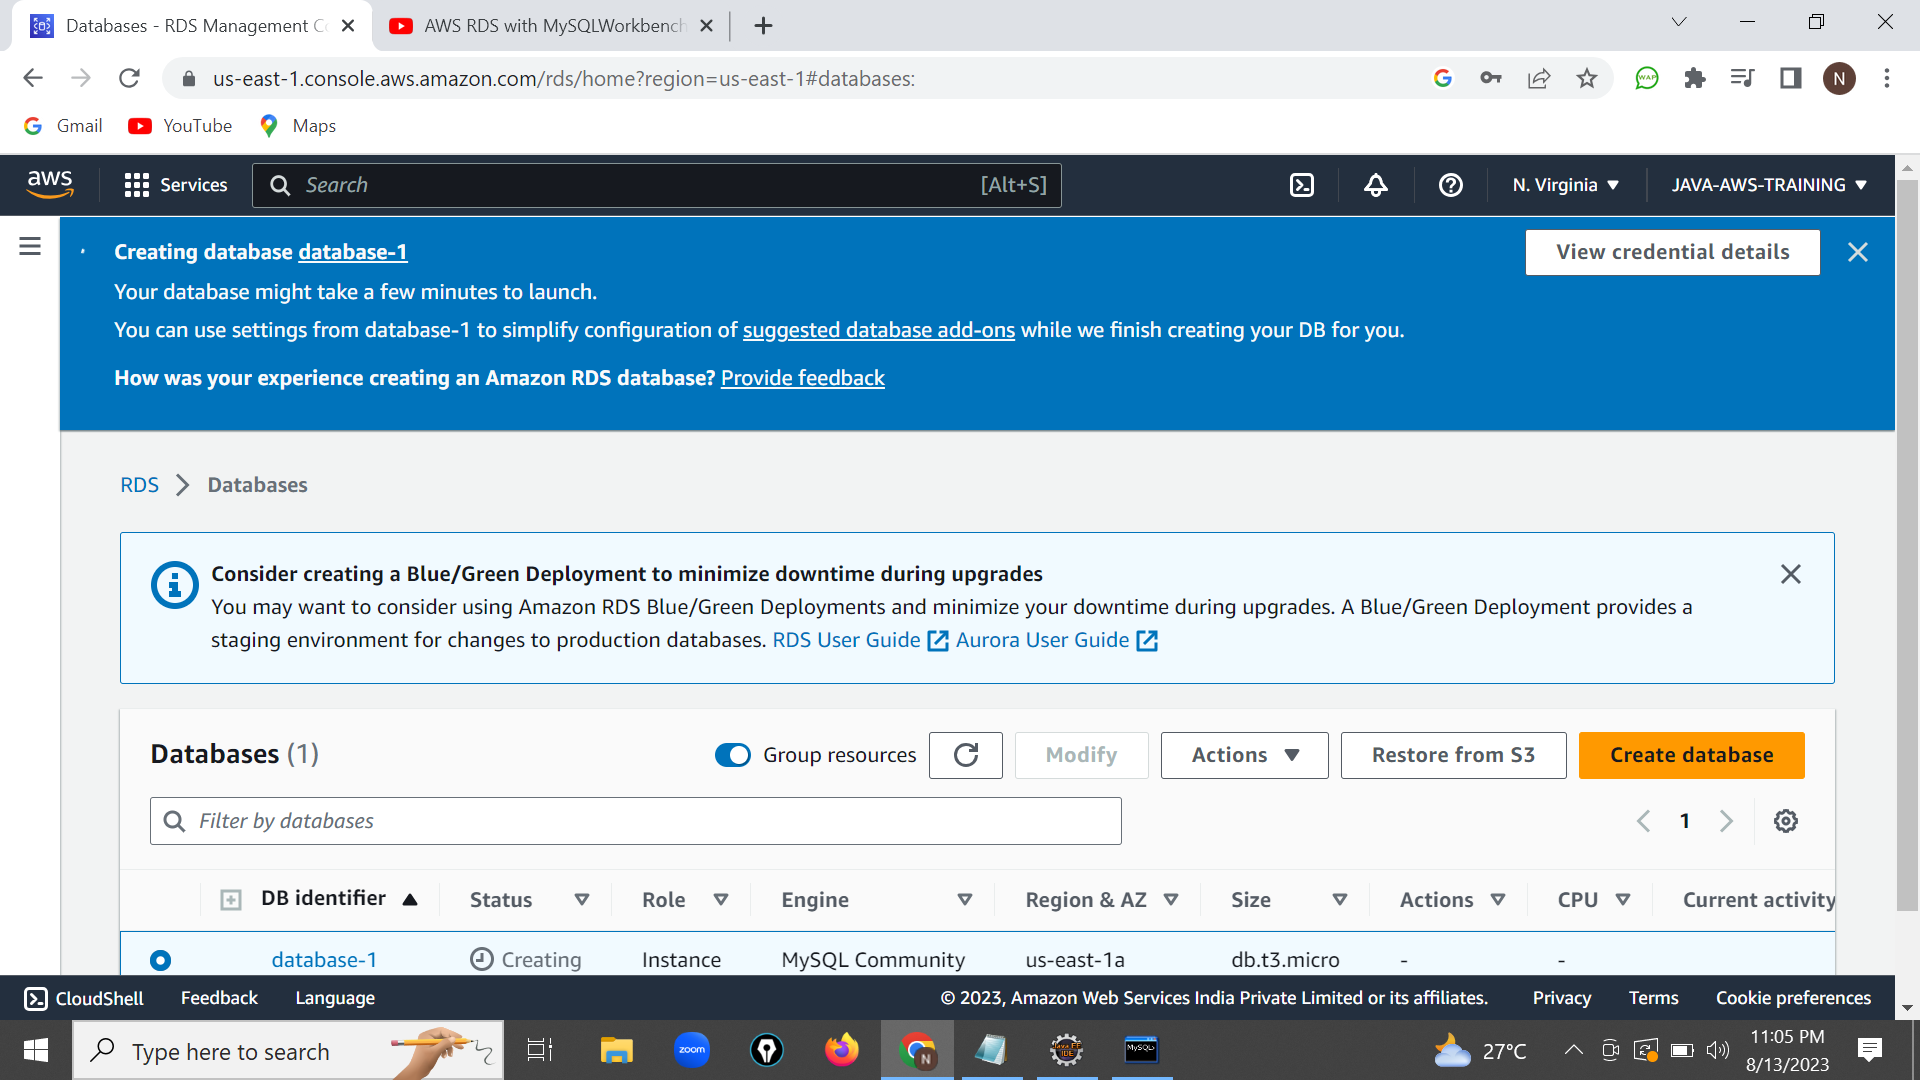 Databases - RDS Management Co
AWS RDS with MySQLWorkbench
us-east-1.console.aws.amazon.com/rds/home?region=us-east-1#databases:
WAP
N
Gmail
YouTube
Maps
aws
Services
Search
[Alt+S]
N. Virginia
JAVA-AWS-TRAINING
Creating database database-1
View credential details
Your database might take a few minutes to launch.
You can use settings from database-1 to simplify configuration of suggested database add-ons while we finish creating your DB for you.
How was your experience creating an Amazon RDS database? Provide feedback
RDS
Databases
Consider creating a Blue/Green Deployment to minimize downtime during upgrades
You may want to consider using Amazon RDS Blue/Green Deployments and minimize your downtime during upgrades. A Blue/Green Deployment provides a
staging environment for changes to production databases. RDS User Guide Aurora User Guide
Databases (1)
Group resources
Modify
Actions
Restore from S3
Create database
Filter by databases
1
DB identifier
Status
Role
Engine
Region & AZ
Size
Actions
CPU
Current activity
database-1
Creating
Instance
MySQL Community
us-east-1a
db.t3.micro
-
-
CloudShell
Feedback
Language
© 2023, Amazon Web Services India Private Limited or its affiliates.
Privacy
Terms
Cookie preferences
Type here to search
zoom
N
Java EE
IDE
MySQL
27°C
11:05 PM
8/13/2023